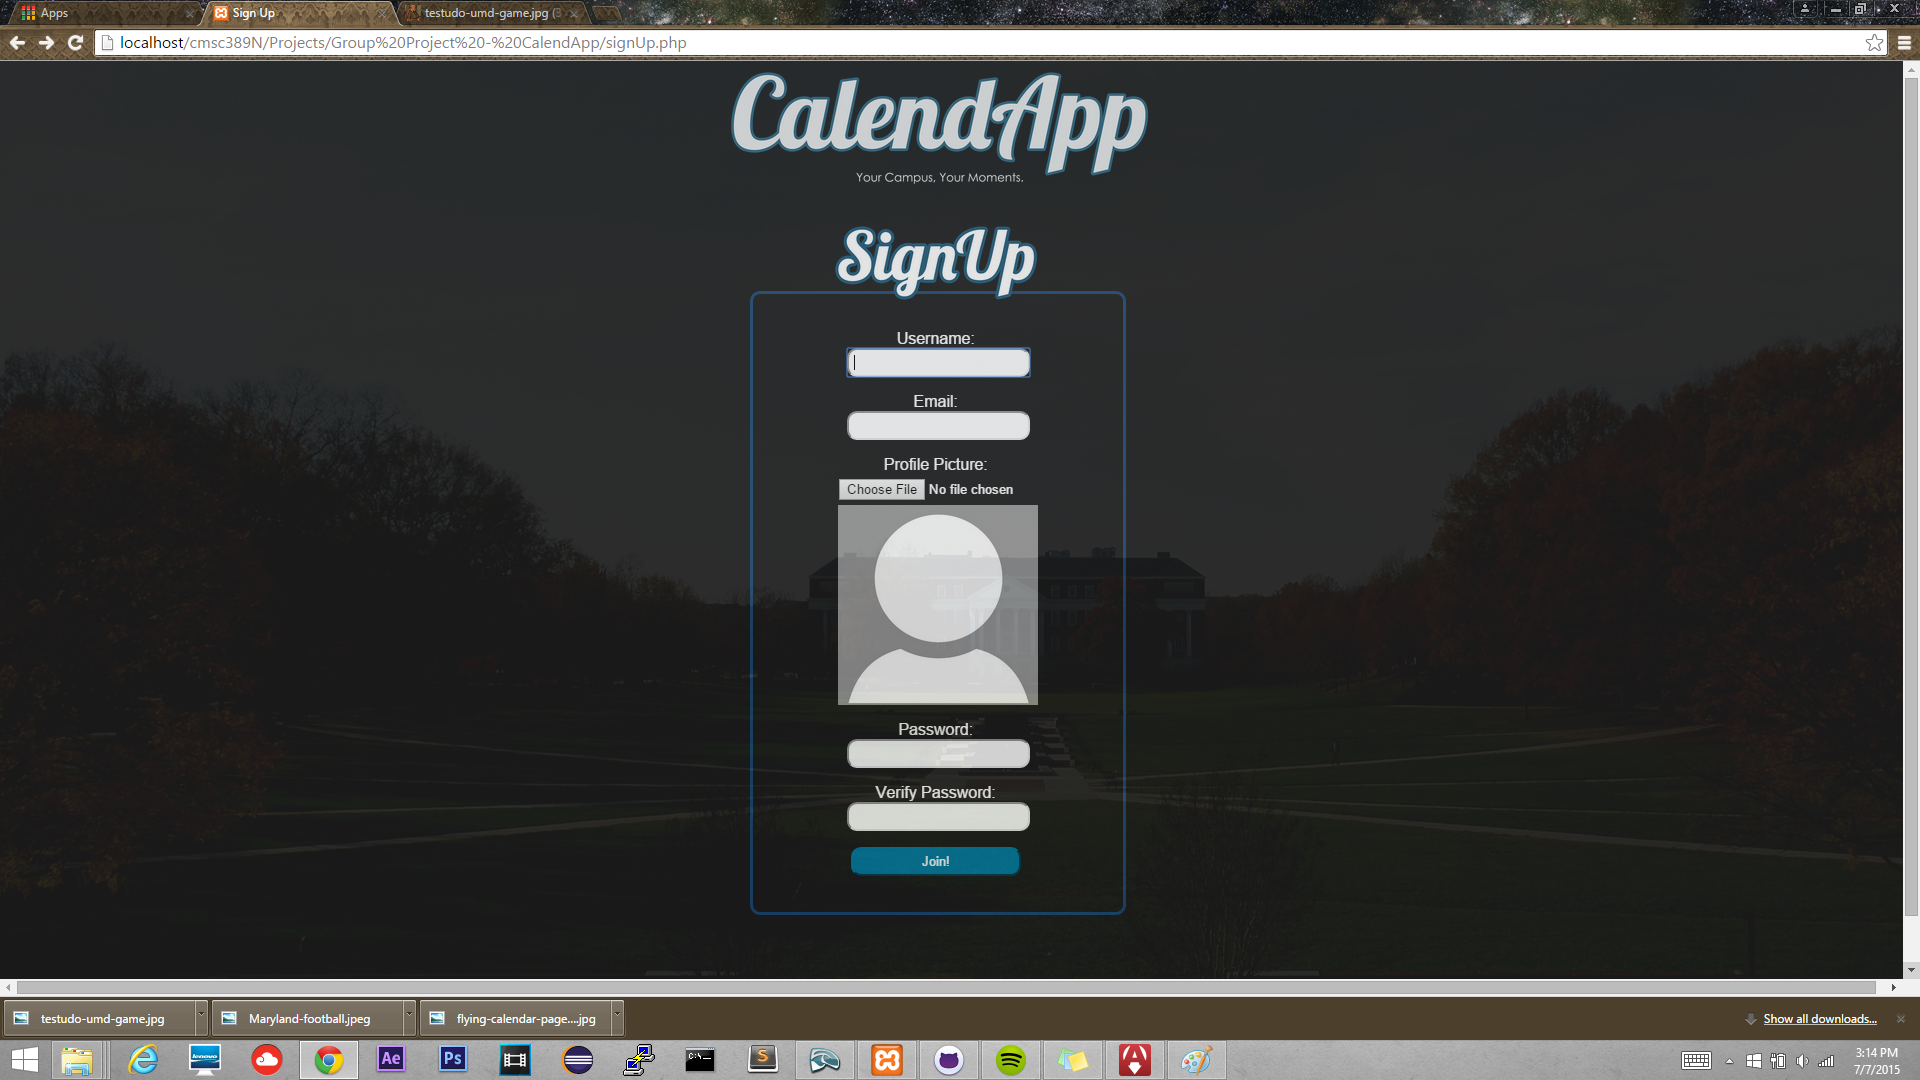 Apps
Sign Up
testudo-umd-game.jpg (
localhost/cmsc389N/Projects/Group%20Project%20-%20CalendApp/signUp.php
CalendApp
Your Campus, Your Moments.
SignUp
Username:
Email:
Profile Picture:
Choose File No file chosen
Password:
Verify Password:
Join!
testudo-umd-game.jpg
Maryland-football.jpeg
flying-calendar-page....jpg
Show all downloads...
lenovo
Ae
Ps
C:\_
S
3:14 PM
7/7/2015